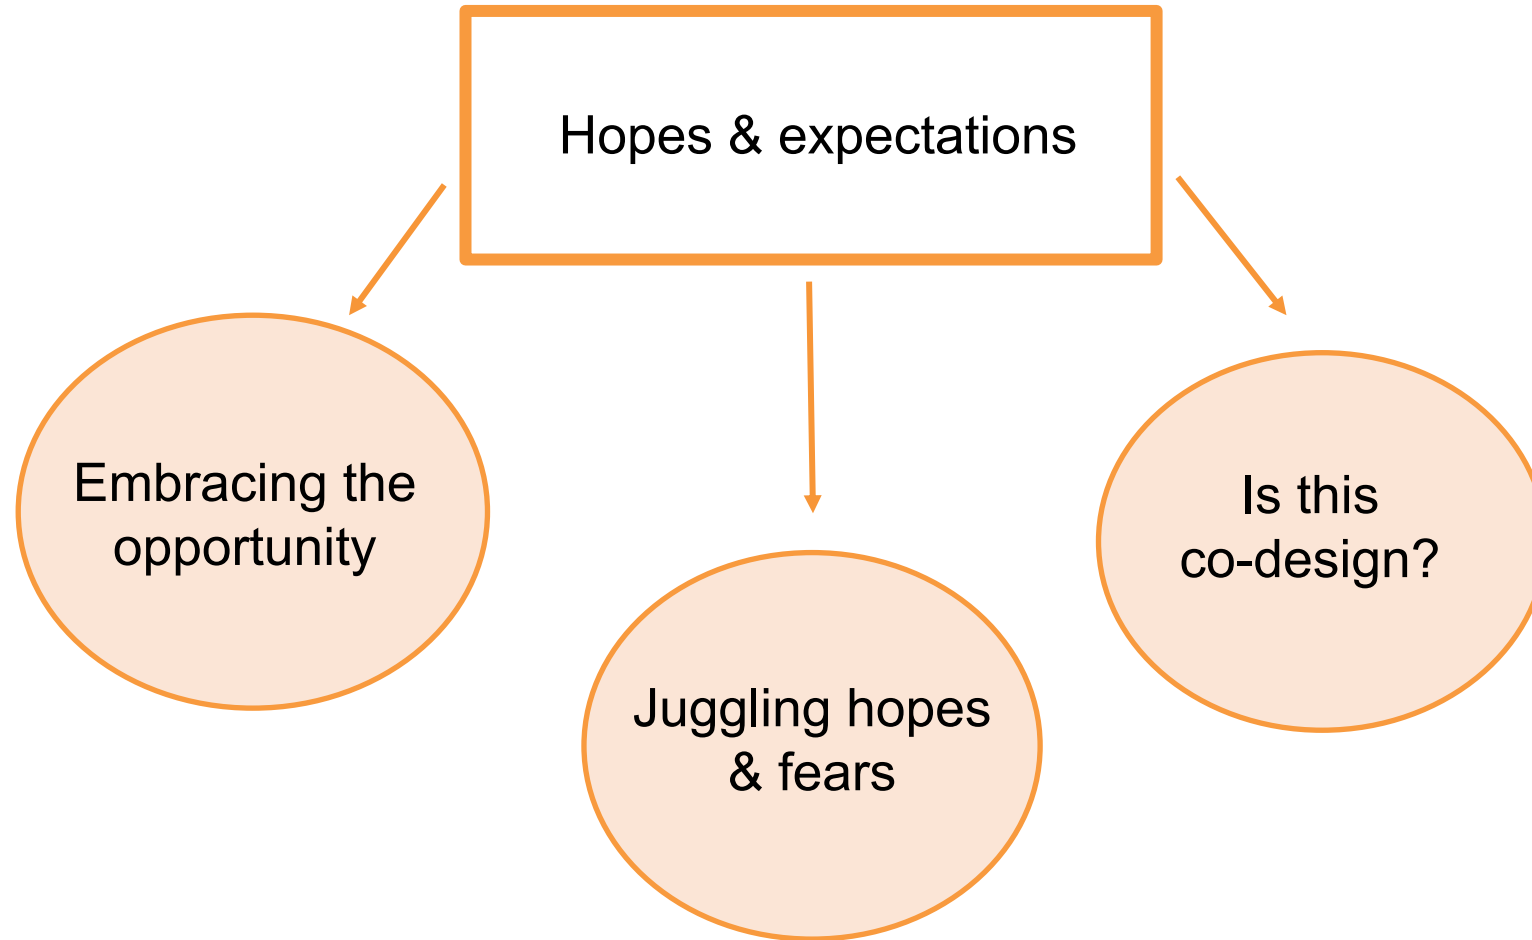 Hopes & expectations
Embracing the
opportunity
Juggling hopes
& fears
Is this
co-design?